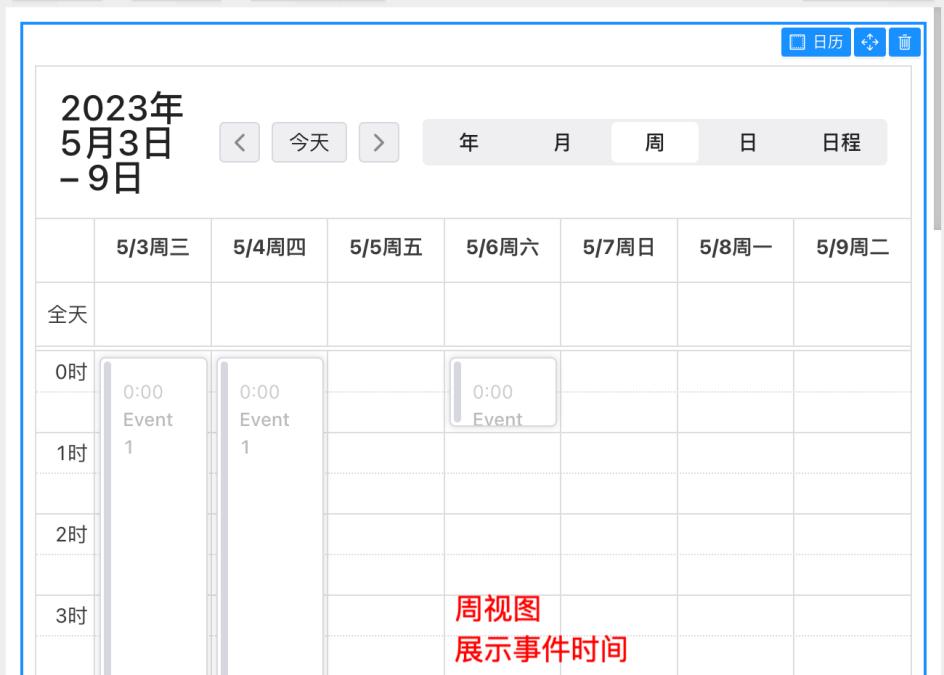 日历
2023年
5月3日
– 9日
今天
年 月 周 日 日程
5/3周三 5/4周四 5/5周五 5/6周六 5/7周日 5/8周一 5/9周二
全天
0时
0:00 0:00 0:00
Event Event Event
1 1
1时
2时
3时
周视图
展示事件时间